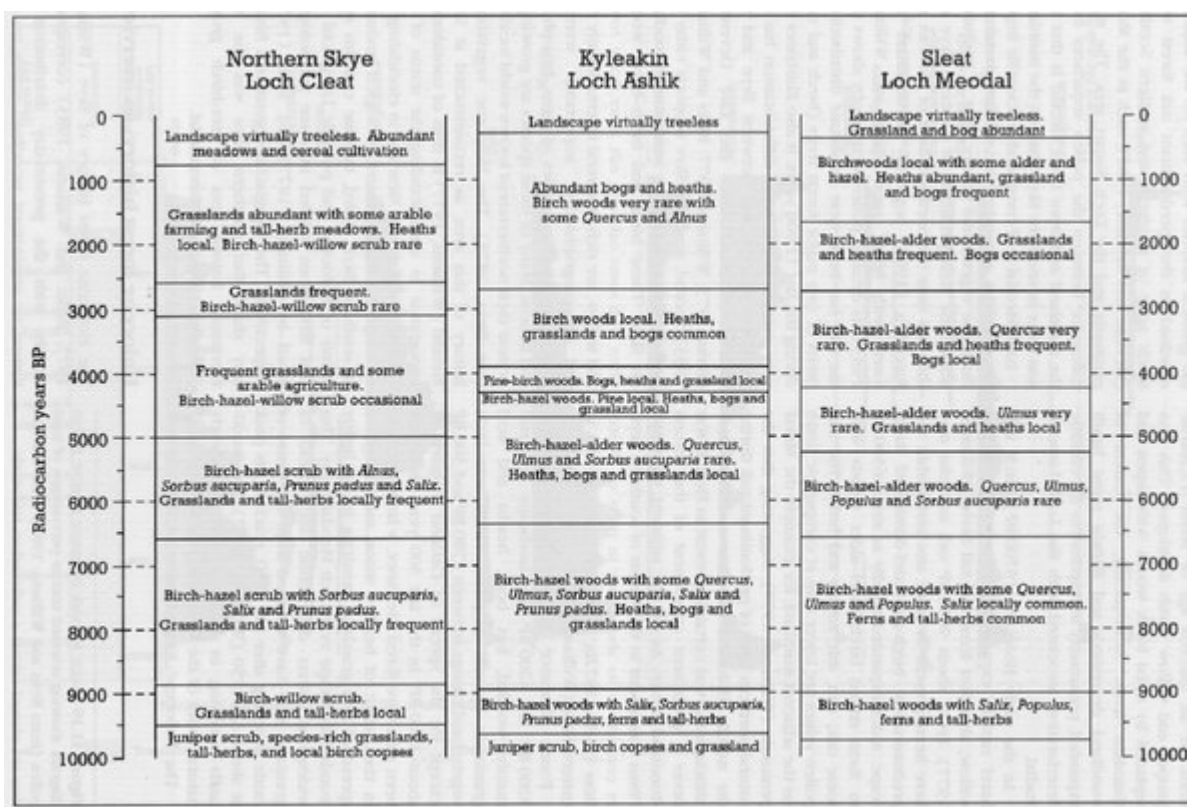 Northern Skye
Loch Cleat
Kyleakin
Loch Ashik
Sleat
Loch Meodal
Radiocarbon years BP
0
1000
2000
3000
4000
5000
6000
7000
8000
9000
10000
Landscape virtually treeless. Abundant
meadows and cereal cultivation
Grasslands abundant with some arable
farming and tall-herb meadows. Heaths
local. Birch-hazel-willow scrub rare
Grasslands frequent.
Birch-hazel-willow scrub rare
Frequent grasslands and some
arable agriculture.
Birch-hazel-willow scrub occasional
Birch-hazel scrub with Alnus,
Sorbus aucuparia, Prunus padus and Salix.
Grasslands and tall-herbs locally frequent
Birch-hazel scrub with Sorbus aucuparia,
Salix and Prunus padus.
Grasslands and tall-herbs locally frequent
Birch-willow scrub.
Grasslands and tall-herbs local
Juniper scrub, species-rich grasslands,
tall-herbs, and local birch copses
Landscape virtually treeless
Abundant bogs and heaths.
Birch woods very rare with
some Quercus and Alnus
Birch woods local. Heaths,
grasslands and bogs common
Pine-birch woods. Bogs, heaths and grassland local
Birch-hazel woods. Pine local. Heaths, bogs and
grassland local
Birch-hazel-alder woods. Quercus,
Ulmus and Sorbus aucuparia rare.
Heaths, bogs and grasslands local
Birch-hazel woods with some Quercus,
Ulmus, Sorbus aucuparia, Salix and
Prunus padus. Heaths, bogs and
grasslands local
Birch-hazel woods with Salix, Sorbus aucuparia,
Prunus padus, ferns and tall-herbs
Juniper scrub, birch copses and grassland
Landscape virtually treeless.
Grassland and bog abundant
Birchwoods local with some alder and
hazel. Heaths abundant, grassland
and bogs frequent
Birch-hazel-alder woods. Grasslands
and heaths frequent. Bogs occasional
Birch-hazel-alder woods. Quercus very
rare. Grasslands and heaths frequent.
Bogs local
Birch-hazel-alder woods. Ulmus very
rare. Grasslands and heaths local
Birch-hazel-alder woods. Quercus, Ulmus,
Populus and Sorbus aucuparia rare
Birch-hazel woods with some Quercus,
Ulmus and Populus. Salix locally common.
Ferns and tall-herbs common
Birch-hazel woods with Salix, Populus,
ferns and tall-herbs
0
1000
2000
3000
4000
5000
6000
7000
8000
9000
10000